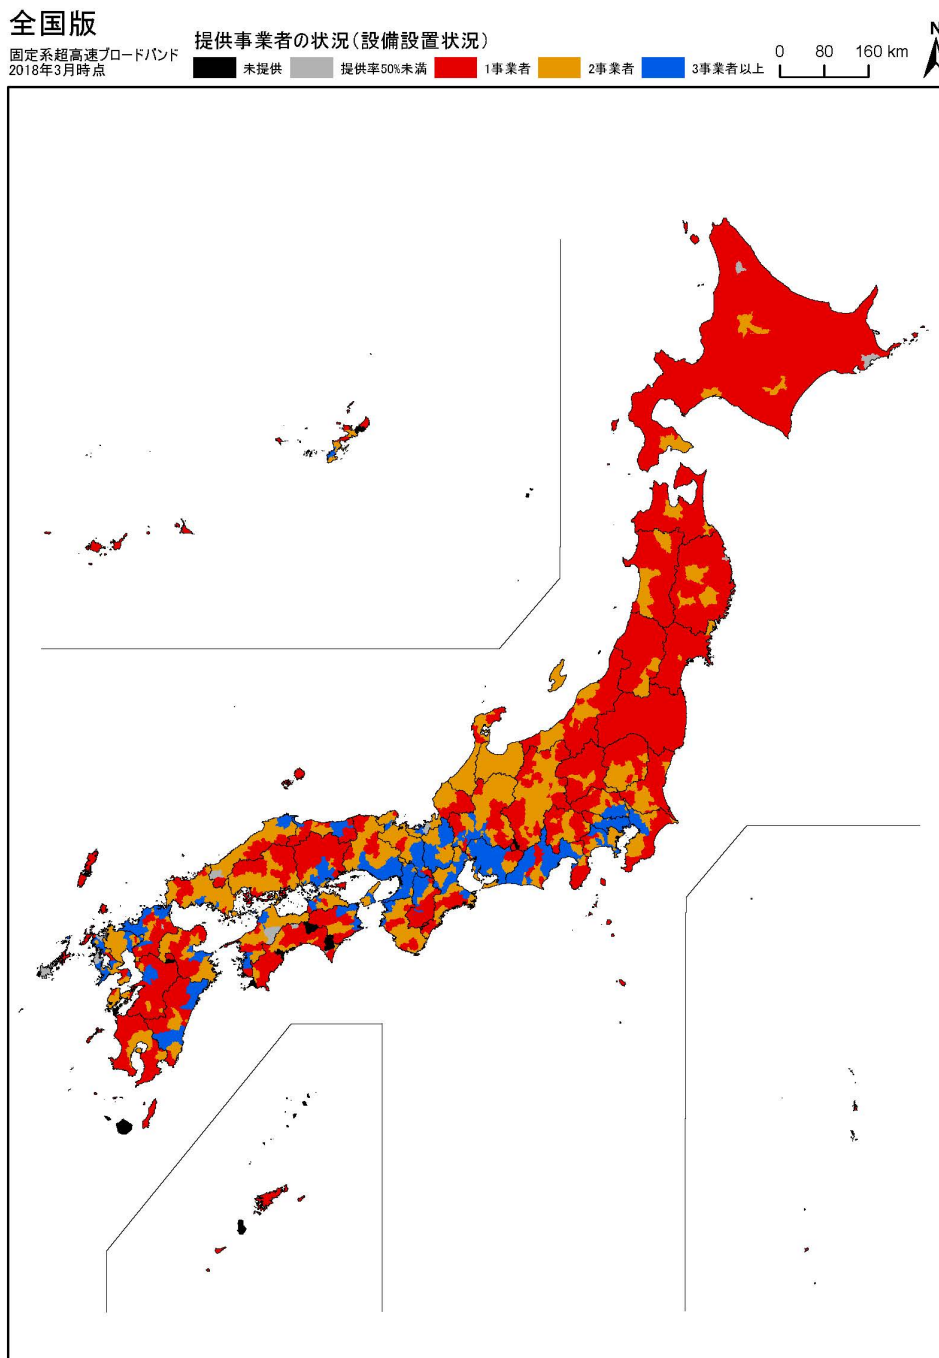 全国版
固定系超高速ブロードバンド
2018年3月時点
提供事業者の状況(設備設置状況)
未提供 提供率50%未満 1事業者 2事業者 3事業者以上
0 80 160 km
N